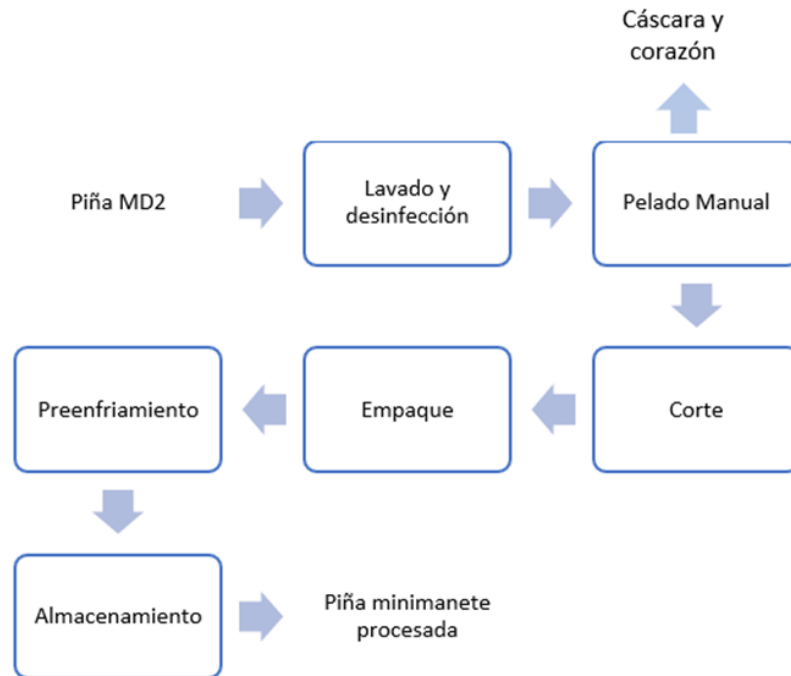 Cáscara y
corazón
Piña MD2
Lavado y
desinfección
Pelado Manual
Preenfriamiento
Empaque
Corte
Almacenamiento
Piña minimanete
procesada